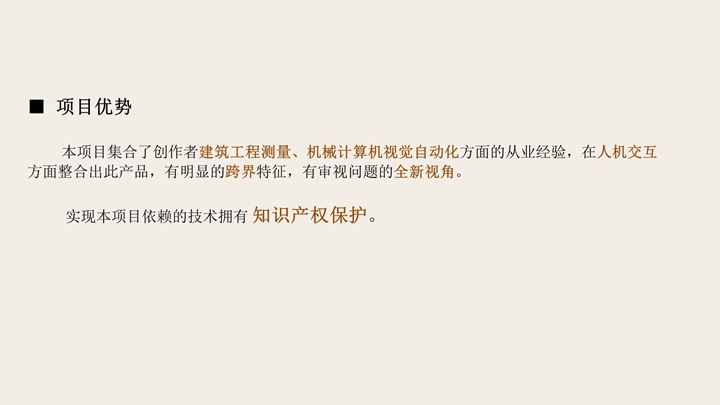 ■ 项目优势
本项目集合了创作者建筑工程测量、机械计算机视觉自动化方面的从业经验，在人机交互
方面整合出此产品，有明显的跨界特征，有审视问题的全新视角。
实现本项目依赖的技术拥有 知识产权保护。